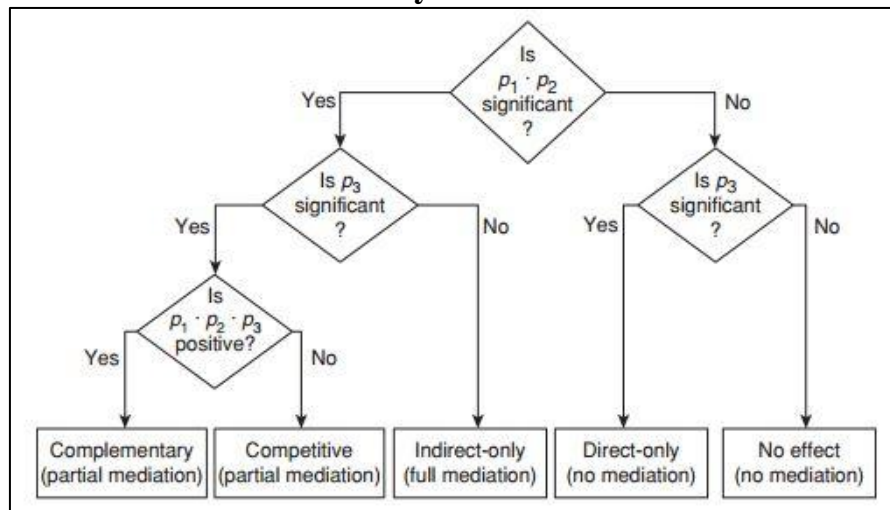 y
Is
p₁ · p₂
significant
?
Yes
No
Is p₃
significant
?
Is p₃
significant
?
Yes
No
Yes
No
Is
p₁ · p₂ · p₃
positive?
Yes
No
Complementary
(partial mediation)
Competitive
(partial mediation)
Indirect-only
(full mediation)
Direct-only
(no mediation)
No effect
(no mediation)